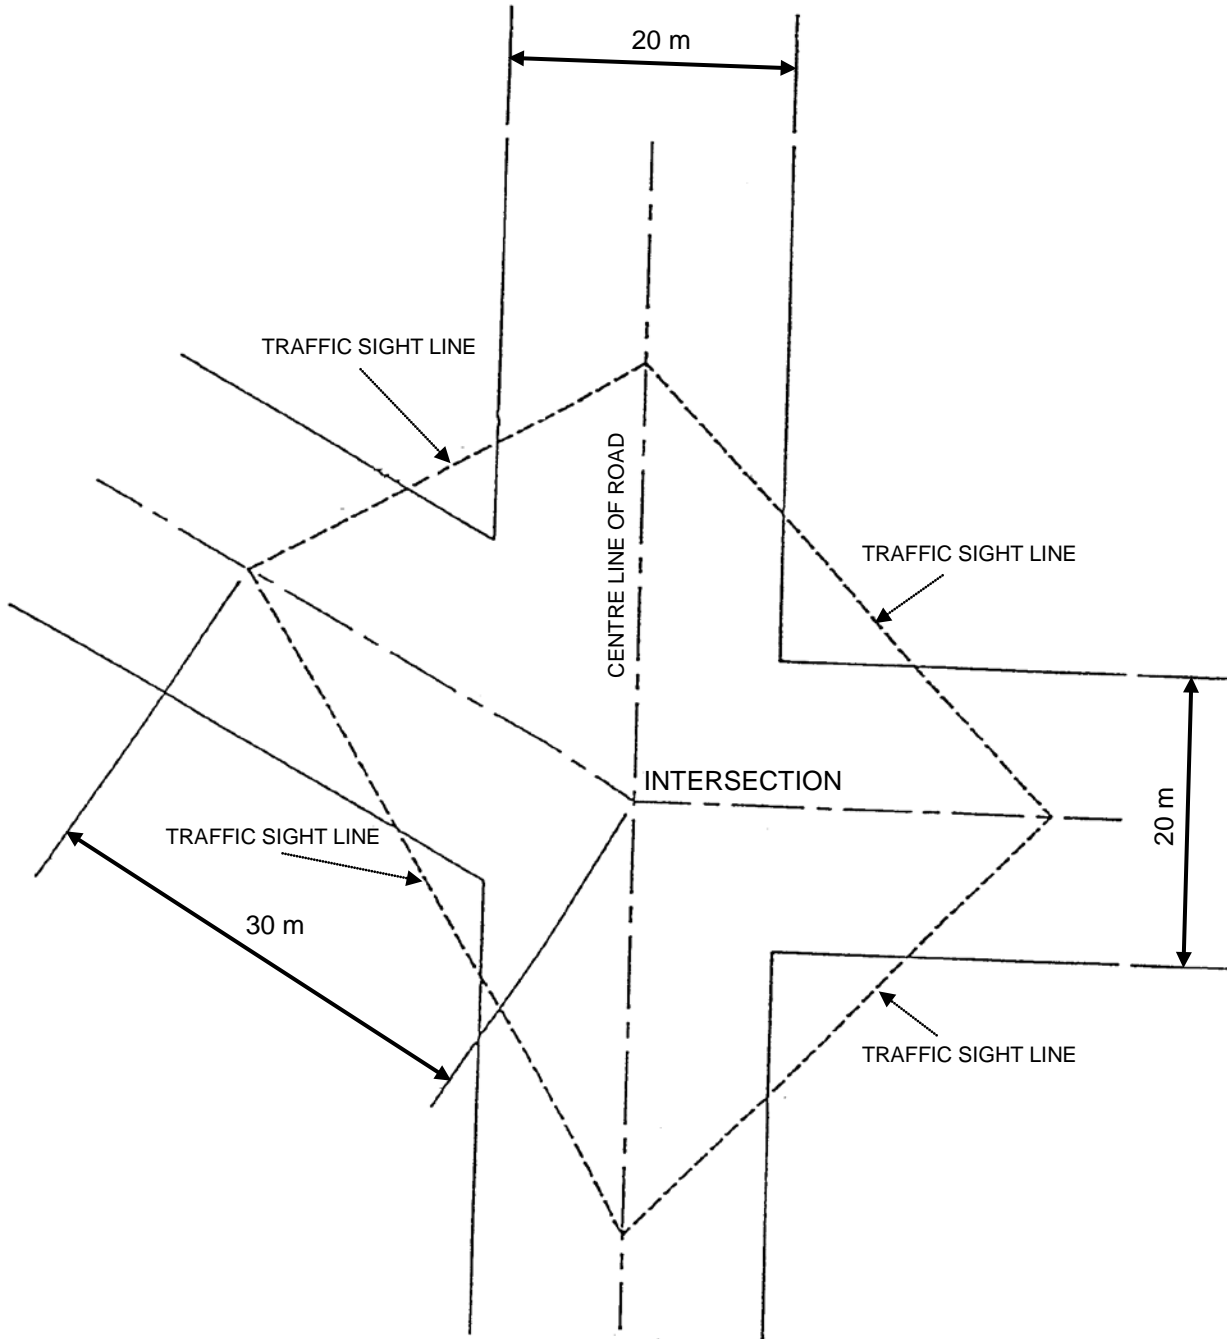 20 m
TRAFFIC SIGHT LINE
CENTRE LINE OF ROAD
TRAFFIC SIGHT LINE
INTERSECTION
20 m
TRAFFIC SIGHT LINE
30 m
TRAFFIC SIGHT LINE